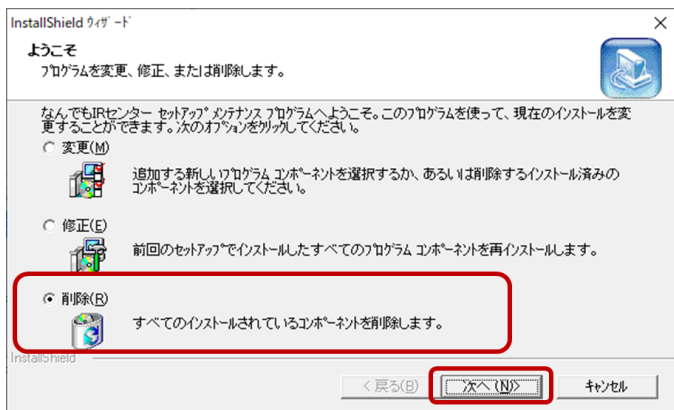 InstallShield ｳｨｻﾞｰﾄﾞ
ようこそ
ﾌﾟﾛｸﾞﾗﾑを変更、修正、または削除します。
なんでもIRセンター セットアップ メンテナンス プログラムへようこそ。このプログラムを使って、現在のインストールを変
更することができます。次のオプションをクリックしてください。
変更(M)
追加する新しいプログラム コンポーネントを選択するか、あるいは削除するインストール済みの
コンポーネントを選択してください。
修正(E)
前回のセットアップでインストールしたすべてのプログラム コンポーネントを再インストールします。
削除(R)
すべてのインストールされているコンポーネントを削除します。
InstallShield
< 戻る(B)
次へ(N)>
キャンセル